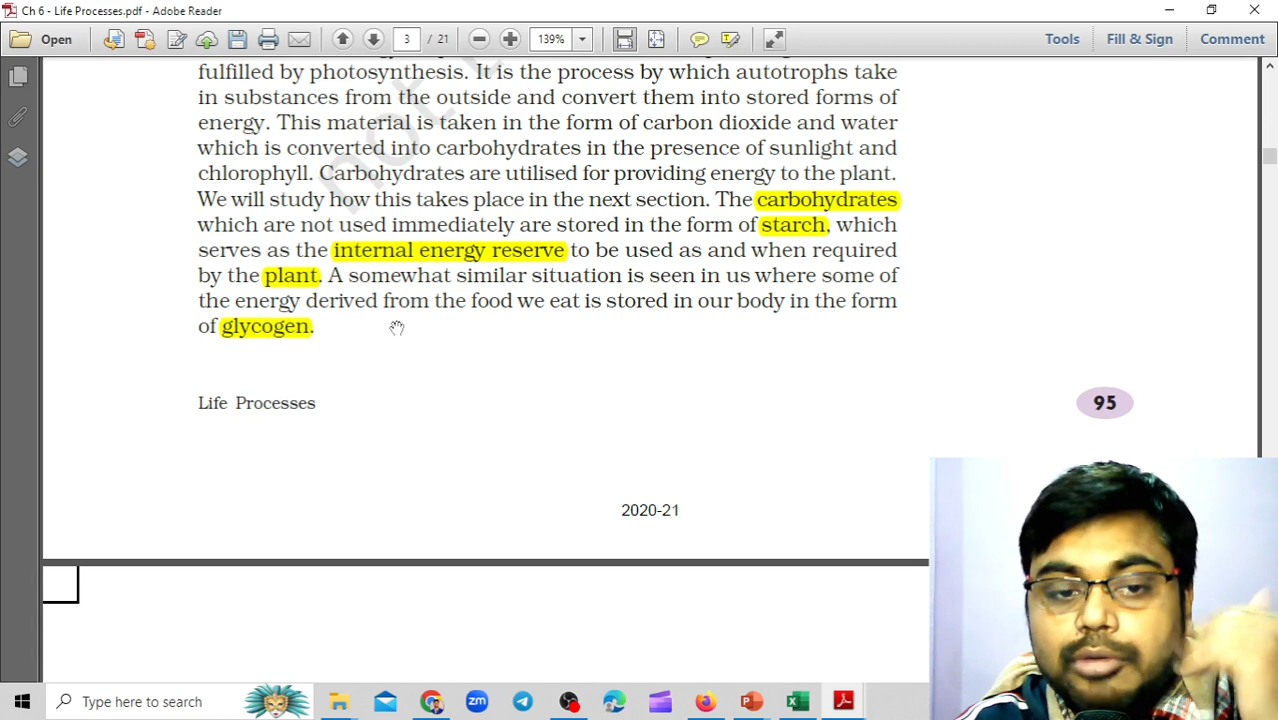 Ch 6 - Life Processes.pdf - Adobe Reader
Open
3
/ 21
139%
Tools
Fill & Sign
Comment
fulfilled by photosynthesis. It is the process by which autotrophs take
in substances from the outside and convert them into stored forms of
energy. This material is taken in the form of carbon dioxide and water
which is converted into carbohydrates in the presence of sunlight and
chlorophyll. Carbohydrates are utilised for providing energy to the plant.
We will study how this takes place in the next section. The carbohydrates
which are not used immediately are stored in the form of starch, which
serves as the internal energy reserve to be used as and when required
by the plant. A somewhat similar situation is seen in us where some of
the energy derived from the food we eat is stored in our body in the form
of glycogen.
not
Life Processes
95
2020-21
Type here to search
zm